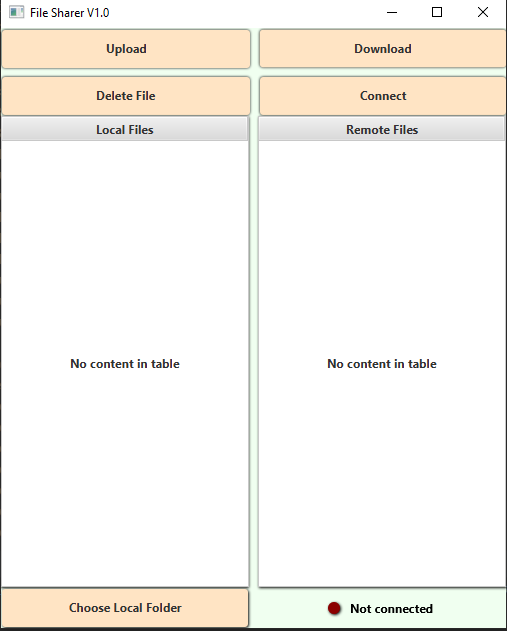 File Sharer V1.0
Upload
Download
Delete File
Connect
Local Files
Remote Files
No content in table
No content in table
Choose Local Folder
Not connected